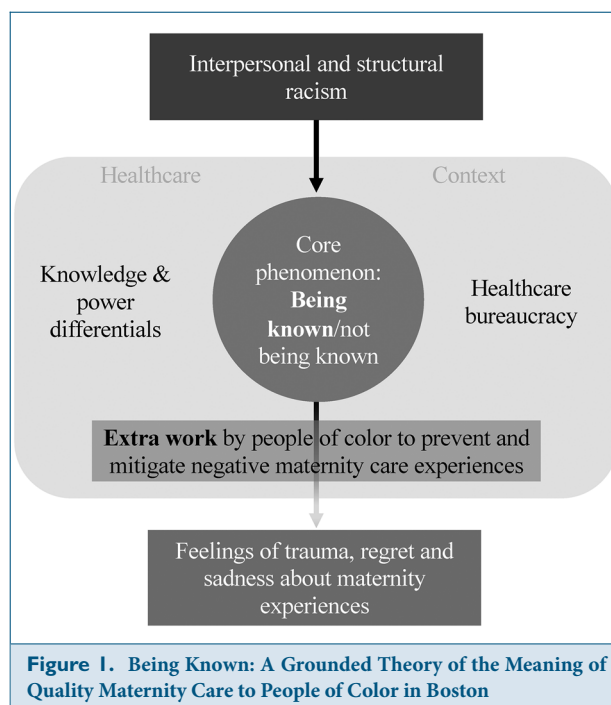 Interpersonal and structural
racism
Healthcare Context
Core
phenomenon:
Being
known/not
being known
Knowledge &
power
differentials
Healthcare
bureaucracy
Extra work by people of color to prevent and
mitigate negative maternity care experiences
Feelings of trauma, regret and
sadness about maternity
experiences
Figure 1. Being Known: A Grounded Theory of the Meaning of
Quality Maternity Care to People of Color in Boston